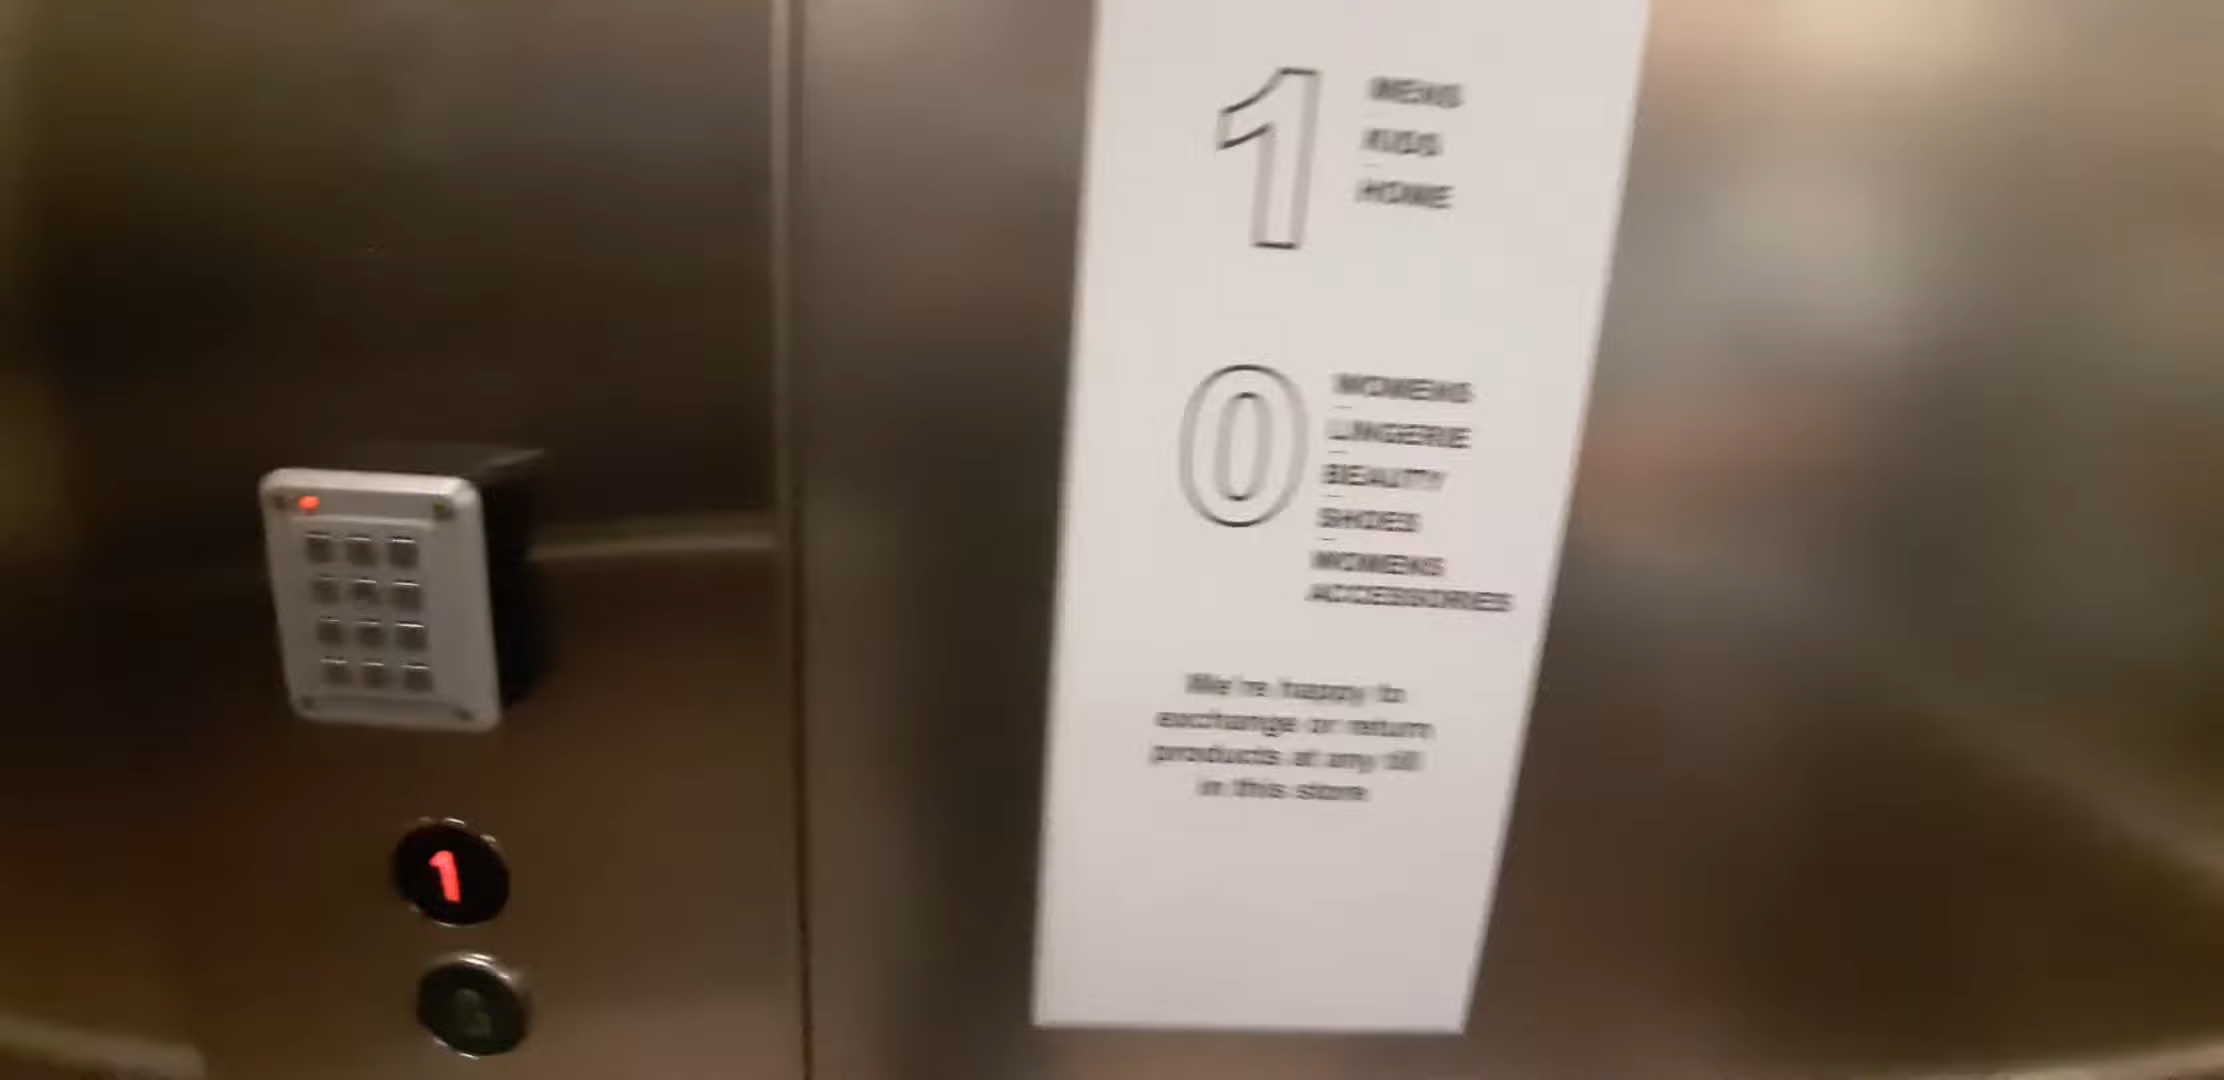 1
MENS
KIDS
HOME
0
WOMENS
LINGERIE
BEAUTY
SHOES
WOMENS
ACCESSORIES
We're happy to
exchange or return
products at any till
in this store
1
G